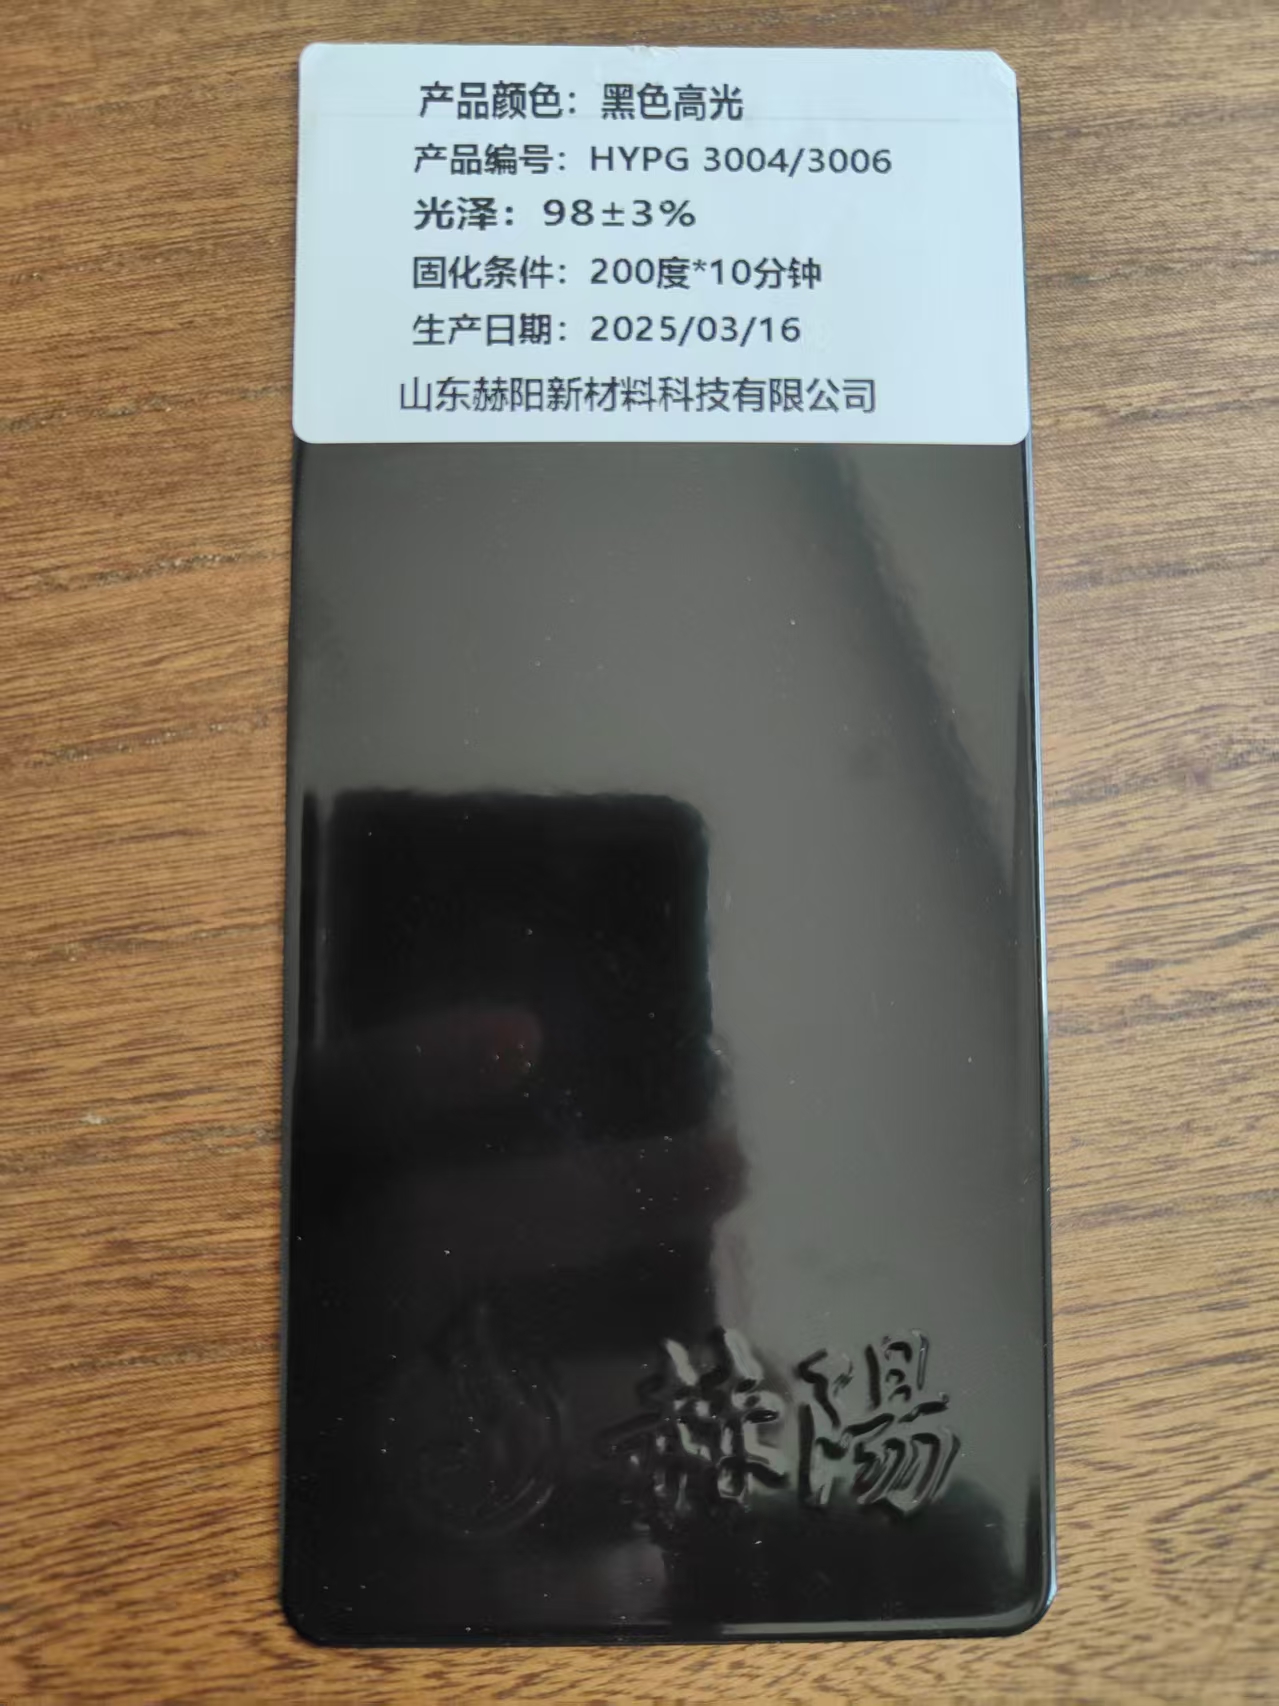 产品颜色：黑色高光
产品编号：HYPG 3004/3006
光泽：98±3%
固化条件：200度*10分钟
生产日期：2025/03/16
山东赫阳新材料科技有限公司
赫陽